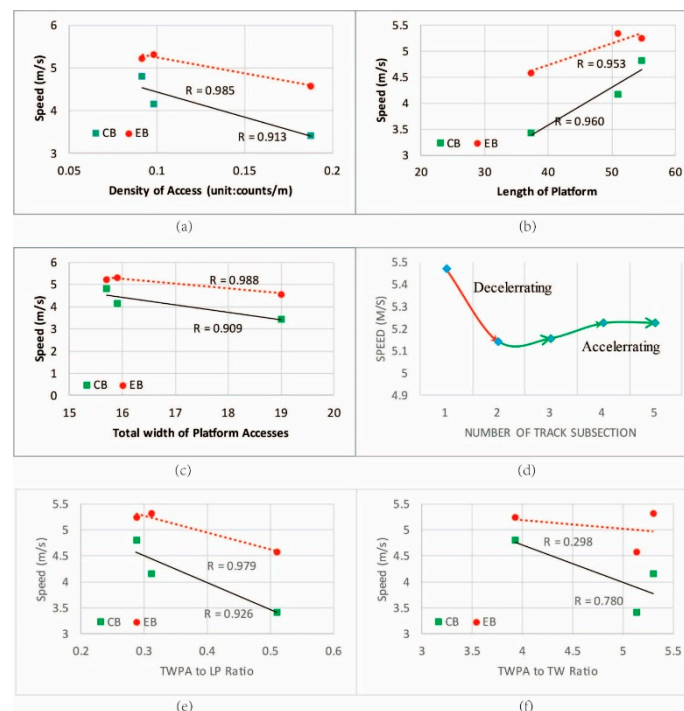 6
5
4
3
Speed (m/s)
R = 0.985
R = 0.913
CB EB
0.05 0.1 0.15 0.2
Density of Access (unit:counts/m)
(a)
5.5
5
4.5
4
3.5
3
Speed (m/s)
R = 0.953
R = 0.960
CB EB
20 30 40 50 60
Length of Platform
(b)
6
5
4
3
2
1
0
Speed (m/s)
R = 0.988
R = 0.909
CB EB
15 16 17 18 19 20
Total width of Platform Accesses
(c)
5.5
5.4
5.3
5.2
5.1
5
4.9
SPEED (M/S)
Decelerrating
Accelerrating
1 2 3 4 5
NUMBER OF TRACK SUBSECTION
(d)
5.5
5
4.5
4
3.5
3
Speed (m/s)
R = 0.979
R = 0.926
CB EB
0.2 0.3 0.4 0.5 0.6
TWPA to LP Ratio
(e)
5.5
5
4.5
4
3.5
3
Speed (m/s)
R = 0.298
R = 0.780
CB EB
3 3.5 4 4.5 5 5.5
TWPA to TW Ratio
(f)